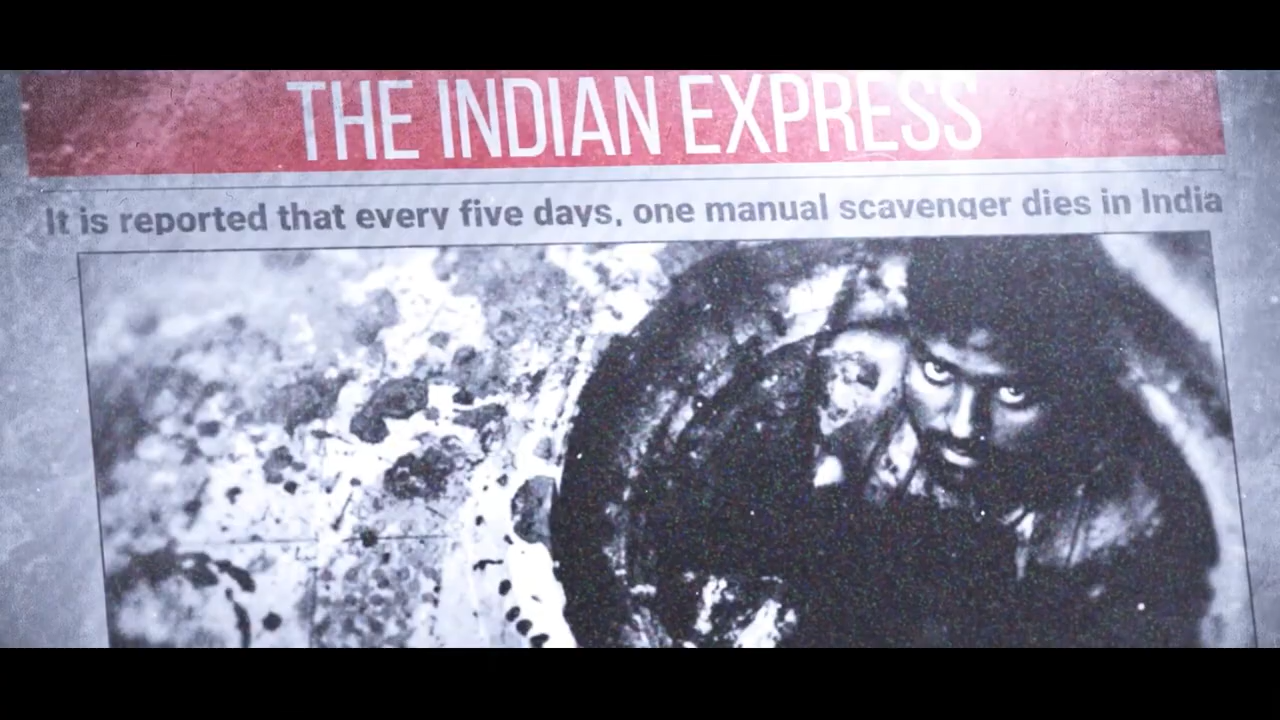 THE INDIAN EXPRESS
It is reported that every five days, one manual scavenger dies in India